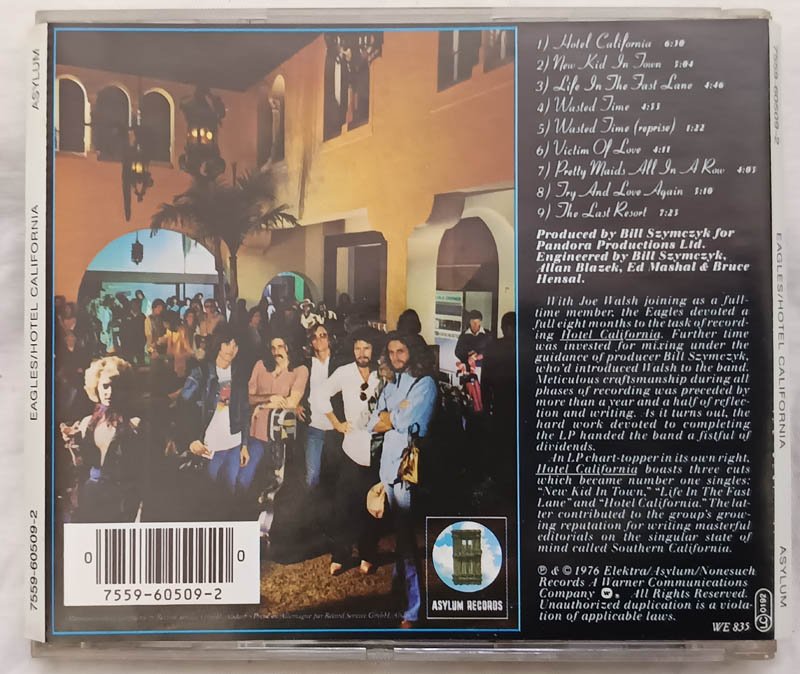 ASYLUM
EAGLES/HOTEL CALIFORNIA
7559-60509-2
1) Hotel California 6:30
2) New Kid In Town 5:04
3) Life In The Fast Lane 4:46
4) Wasted Time 4:55
5) Wasted Time (reprise) 1:22
6) Victim Of Love 4:11
7) Pretty Maids All In A Row 4:05
8) Try And Love Again 5:10
9) The Last Resort 7:25
Produced by Bill Szymczyk for
Pandora Productions Ltd.
Engineered by Bill Szymczyk,
Allan Blazek, Ed Mashal & Bruce
Hensal.
With Joe Walsh joining as a full-
time member, the Eagles devoted a
full eight months to the task of record-
ing Hotel California. Further time
was invested for mixing under the
guidance of producer Bill Szymczyk,
who'd introduced Walsh to the band.
Meticulous craftsmanship during all
phases of recording was preceded by
more than a year and a half of reflec-
tion and writing. As it turns out, the
hard work devoted to completing
the LP handed the band a fistful of
dividends.
An LP chart-topper in its own right,
Hotel California boasts three cuts
which became number one singles:
"New Kid In Town," "Life In The Fast
Lane" and "Hotel California." The lat-
ter contributed to the group's grow-
ing reputation for writing masterful
editorials on the singular state of
mind called Southern California.
℗ & © 1976 Elektra/Asylum/Nonesuch
Records A Warner Communications
Company. All Rights Reserved.
Unauthorized duplication is a viola-
tion of applicable laws.
WE 835
0 0
7559-60509-2
ASYLUM RECORDS
7559-60509-2
EAGLES/HOTEL CALIFORNIA
ASYLUM